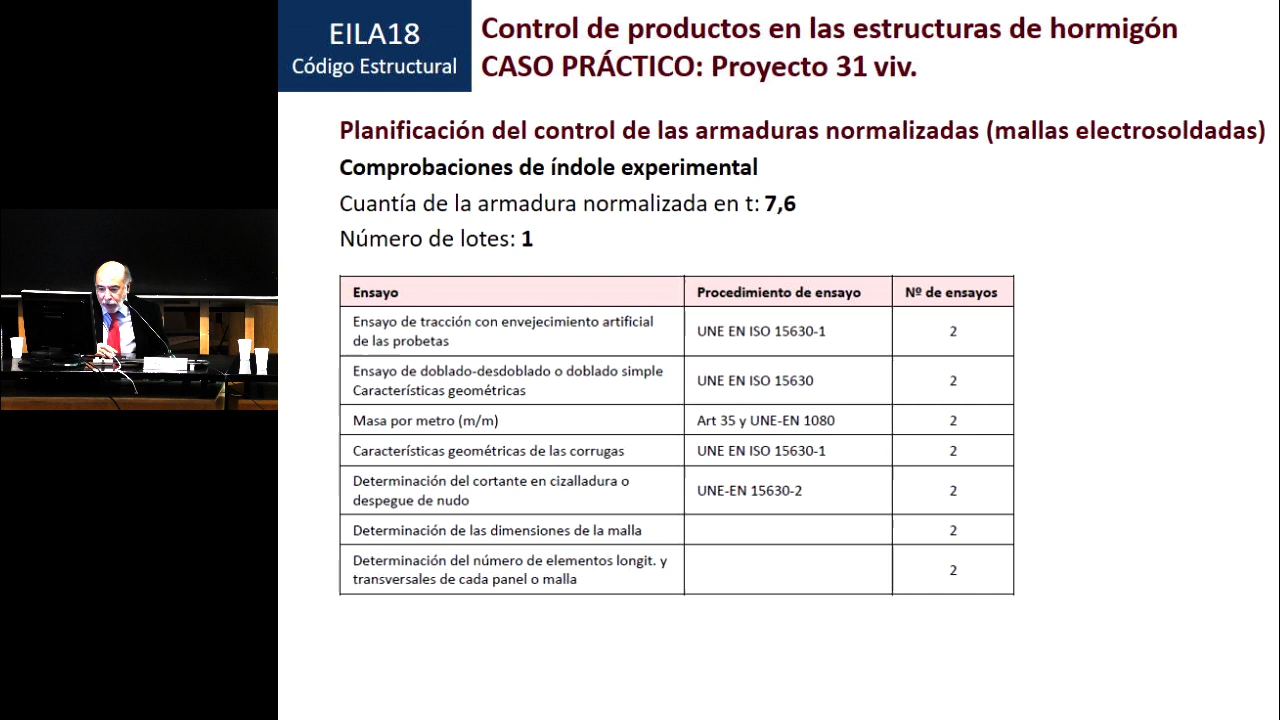 EILA18
Código Estructural
Control de productos en las estructuras de hormigón
CASO PRÁCTICO: Proyecto 31 viv.
Planificación del control de las armaduras normalizadas (mallas electrosoldadas)
Comprobaciones de índole experimental
Cuantía de la armadura normalizada en t: 7,6
Número de lotes: 1
Ensayo Procedimiento de ensayo Nº de ensayos
Ensayo de tracción con envejecimiento artificial
de las probetas UNE EN ISO 15630-1 2
Ensayo de doblado-desdoblado o doblado simple
Características geométricas UNE EN ISO 15630 2
Masa por metro (m/m) Art 35 y UNE-EN 1080 2
Características geométricas de las corrugas UNE EN ISO 15630-1 2
Determinación del cortante en cizalladura o
despegue de nudo UNE-EN 15630-2 2
Determinación de las dimensiones de la malla 2
Determinación del número de elementos longit. y
transversales de cada panel o malla 2